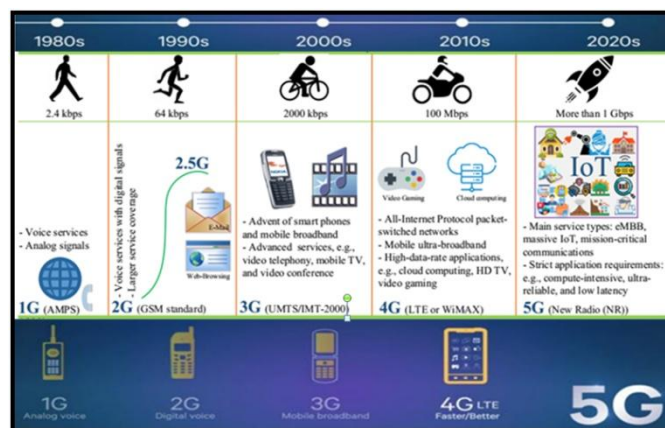 1980s
1990s
2000s
2010s
2020s
2.4 kbps
64 kbps
2000 kbps
100 Mbps
More than 1 Gbps
- Voice services
- Analog signals
1G (AMPS)
- Voice services with digital signals
- Larger service coverage
2.5G
E-Mail
Web-Browsing
2G (GSM standard)
NOKIA
- Advent of smart phones
and mobile broadband
- Advanced services, e.g.,
video telephony, mobile TV,
and video conference
3G (UMTS/IMT-2000)
Video Gaming
Cloud computing
- All-Internet Protocol packet-
switched networks
- Mobile ultra-broadband
- High-data-rate applications,
e.g., cloud computing, HD TV,
video gaming
4G (LTE or WiMAX)
IoT
- Main service types: eMBB,
massive IoT, mission-critical
communications
- Strict application requirements:
e.g., compute-intensive, ultra-
reliable, and low latency
5G (New Radio (NR))
1G
Analog voice
2G
Digital voice
3G
Mobile broadband
4G LTE
Faster/Better
5G